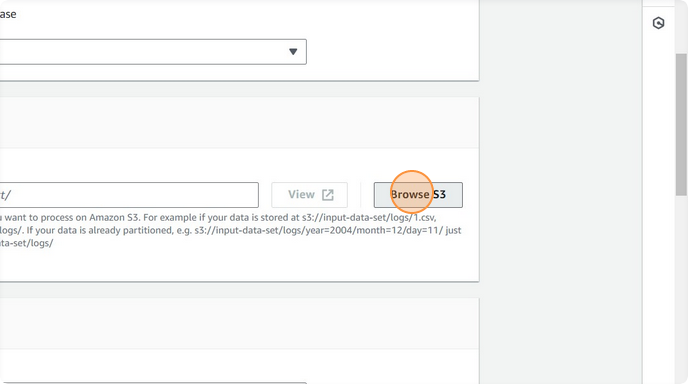 ase
t/
View
Browse S3
u want to process on Amazon S3. For example if your data is stored at s3://input-data-set/logs/1.csv,
logs/. If your data is already partitioned, e.g. s3://input-data-set/logs/year=2004/month=12/day=11/ just
ata-set/logs/